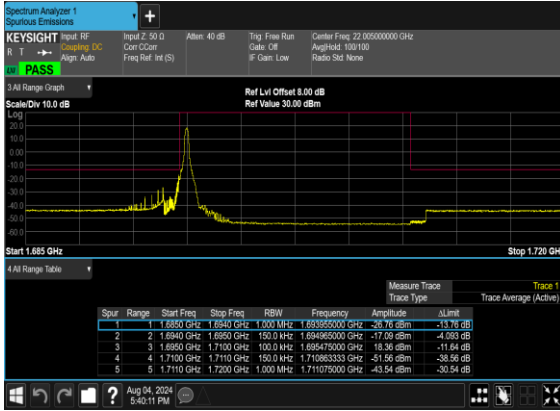 Spectrum Analyzer 1
Spurious Emissions
+
KEYSIGHT Input: RF Input Z: 50 Ω Atten: 40 dB Trig: Free Run Center Freq: 22.005000000 GHz
R T Coupling: DC Corr CCorr Gate: Off Avg|Hold: 100/100
Align: Auto Freq Ref: Int (S) IF Gain: Low Radio Std: None
PASS
3 All Range Graph
Ref Lvl Offset 8.00 dB
Scale/Div 10.0 dB Ref Value 30.00 dBm
Log
20.0
10.0
0.00
-10.0
-20.0
-30.0
-40.0
-50.0
-60.0
Start 1.685 GHz Stop 1.720 GH
4 All Range Table
Measure Trace Trace 1
Trace Type Trace Average (Active)
Spur Range Start Freq Stop Freq RBW Frequency Amplitude ΔLimit
1 1 1.6850 GHz 1.6940 GHz 1.000 MHz 1.693955000 GHz -26.76 dBm -13.76 dB
2 2 1.6940 GHz 1.6950 GHz 150.0 kHz 1.694965000 GHz -17.09 dBm -4.093 dB
3 3 1.6950 GHz 1.7100 GHz 100.0 kHz 1.695475000 GHz 18.36 dBm -11.64 dB
4 4 1.7100 GHz 1.7110 GHz 150.0 kHz 1.710863333 GHz -51.56 dBm -38.56 dB
5 5 1.7110 GHz 1.7200 GHz 1.000 MHz 1.711075000 GHz -43.54 dBm -30.54 dB
? Aug 04, 2024
5:40:11 PM